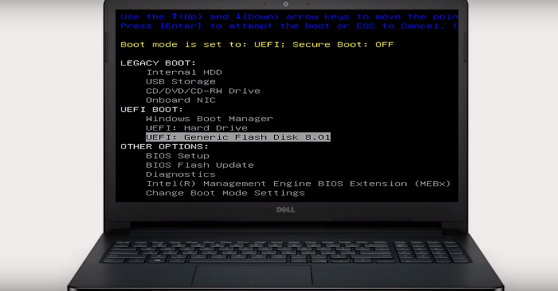 Use the ↑(Up) and ↓(Down) arrow keys to move the poin
Press [Enter] to attempt the boot or ESC to Cancel. (
Boot mode is set to: UEFI; Secure Boot: OFF
LEGACY BOOT:
Internal HDD
USB Storage
CD/DVD/CD-RW Drive
Onboard NIC
UEFI BOOT:
Windows Boot Manager
UEFI: Hard Drive
UEFI: Generic Flash Disk 8.01
OTHER OPTIONS:
BIOS Setup
BIOS Flash Update
Diagnostics
Intel(R) Management Engine BIOS Extension (MEBx)
Change Boot Mode Settings
DELL